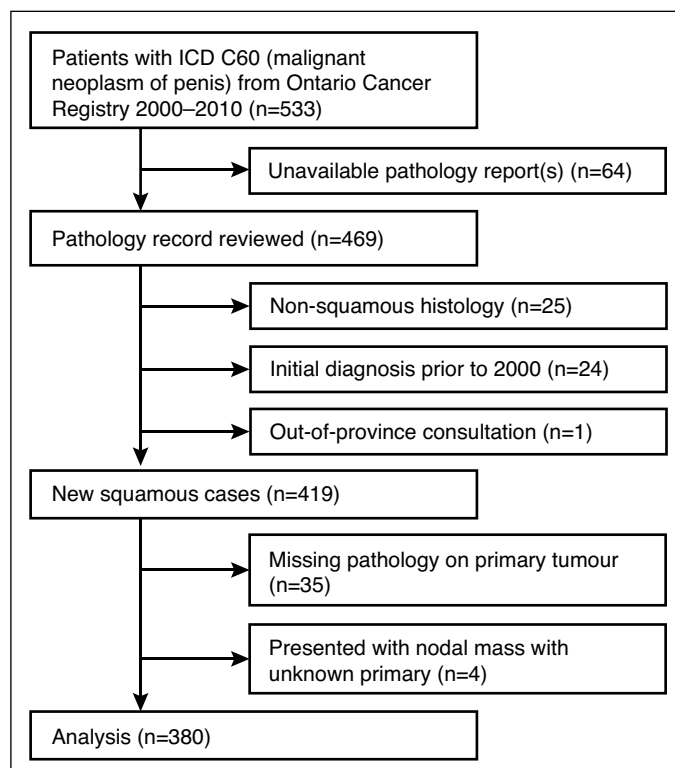 Patients with ICD C60 (malignant
neoplasm of penis) from Ontario Cancer
Registry 2000–2010 (n=533)
Unavailable pathology report(s) (n=64)
Pathology record reviewed (n=469)
Non-squamous histology (n=25)
Initial diagnosis prior to 2000 (n=24)
Out-of-province consultation (n=1)
New squamous cases (n=419)
Missing pathology on primary tumour
(n=35)
Presented with nodal mass with
unknown primary (n=4)
Analysis (n=380)